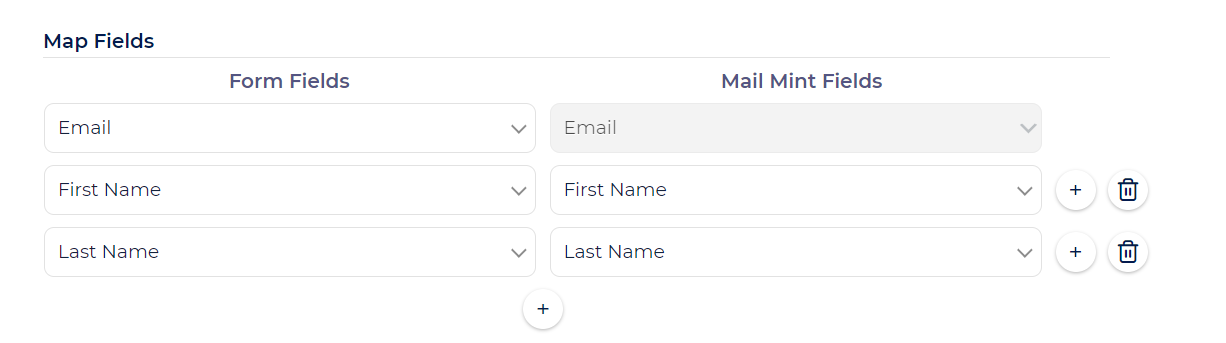 Map Fields
Form Fields Mail Mint Fields
Email Email
First Name First Name + 
Last Name Last Name +
+